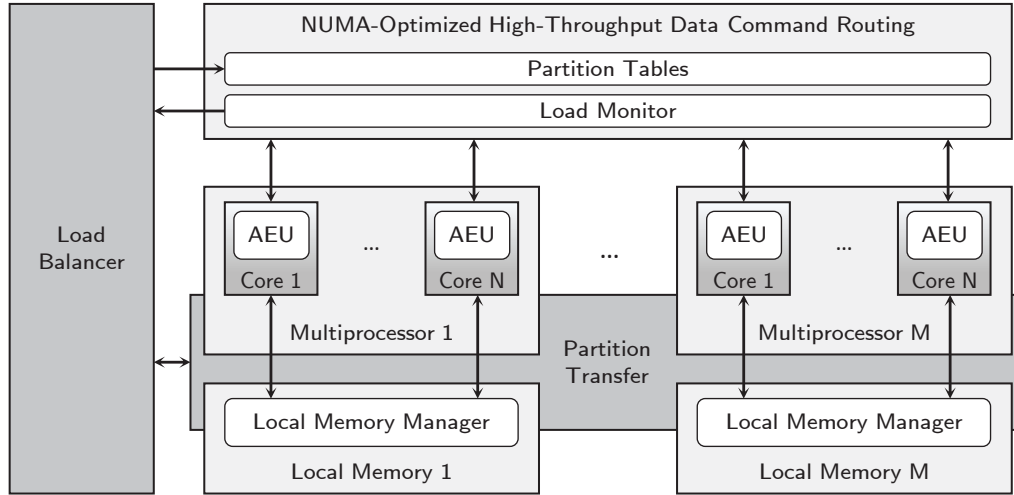 NUMA-Optimized High-Throughput Data Command Routing
Partition Tables
Load Monitor
Load
Balancer
AEU
...
AEU
Core 1
Core N
Multiprocessor 1
...
AEU
...
AEU
Core 1
Core N
Multiprocessor M
Partition
Transfer
Local Memory Manager
Local Memory 1
Local Memory Manager
Local Memory M